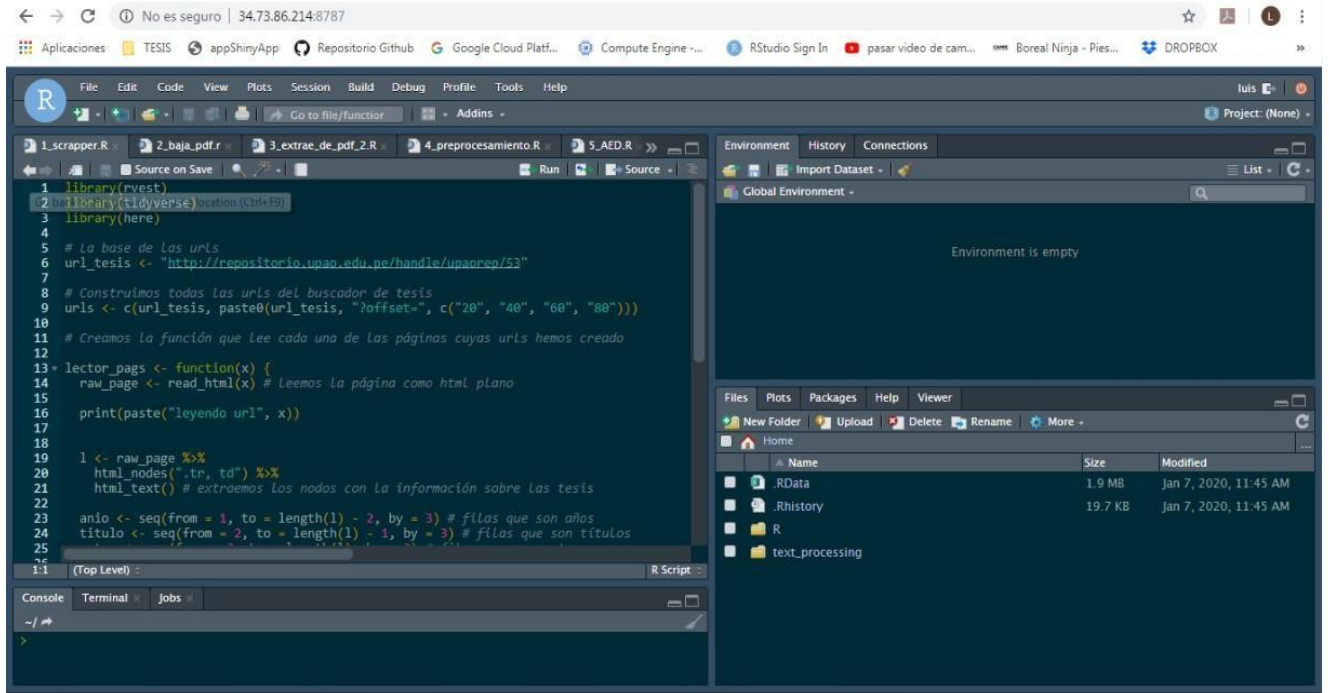 No es seguro | 34.73.86.214:8787
Aplicaciones TESIS appShinyApp Repositorio Github Google Cloud Platf... Compute Engine -... RStudio Sign In pasar video de cam... Boreal Ninja - Pies... DROPBOX »
File Edit Code View Plots Session Build Debug Profile Tools Help luis
Go to file/function Addins Project: (None)
1_scrapper.R 2_baja_pdf.r 3_extrae_de_pdf_2.R 4_preprocesamiento.R 5_AED.R
Source on Save Run Source
1 library(rvest)
2 library(tidyverse) location (Ctrl+F9)
3 library(here)
4
5 # La base de las urls
6 url_tesis <- "http://repositorio.upao.edu.pe/handle/upaorep/53"
7
8 # Construimos todas las urls del buscador de tesis
9 urls <- c(url_tesis, paste0(url_tesis, "?offset=", c("20", "40", "60", "80")))
10
11 # Creamos la función que lee cada una de las páginas cuyas urls hemos creado
12
13 lector_pags <- function(x) {
14 raw_page <- read_html(x) # Leemos la página como html plano
15
16 print(paste("leyendo url", x))
17
18
19 l <- raw_page %>%
20 html_nodes(".tr, td") %>%
21 html_text() # extraemos los nodos con la información sobre las tesis
22
23 anio <- seq(from = 1, to = length(l) - 2, by = 3) # filas que son años
24 titulo <- seq(from = 2, to = length(l) - 1, by = 3) # filas que son títulos
25
26
1:1 (Top Level) R Script
Console Terminal Jobs
~/
>
Environment History Connections
Import Dataset List
Global Environment
Environment is empty
Files Plots Packages Help Viewer
New Folder Upload Delete Rename More
Home ...
Name Size Modified
.RData 1.9 MB Jan 7, 2020, 11:45 AM
.Rhistory 19.7 KB Jan 7, 2020, 11:45 AM
R
text_processing